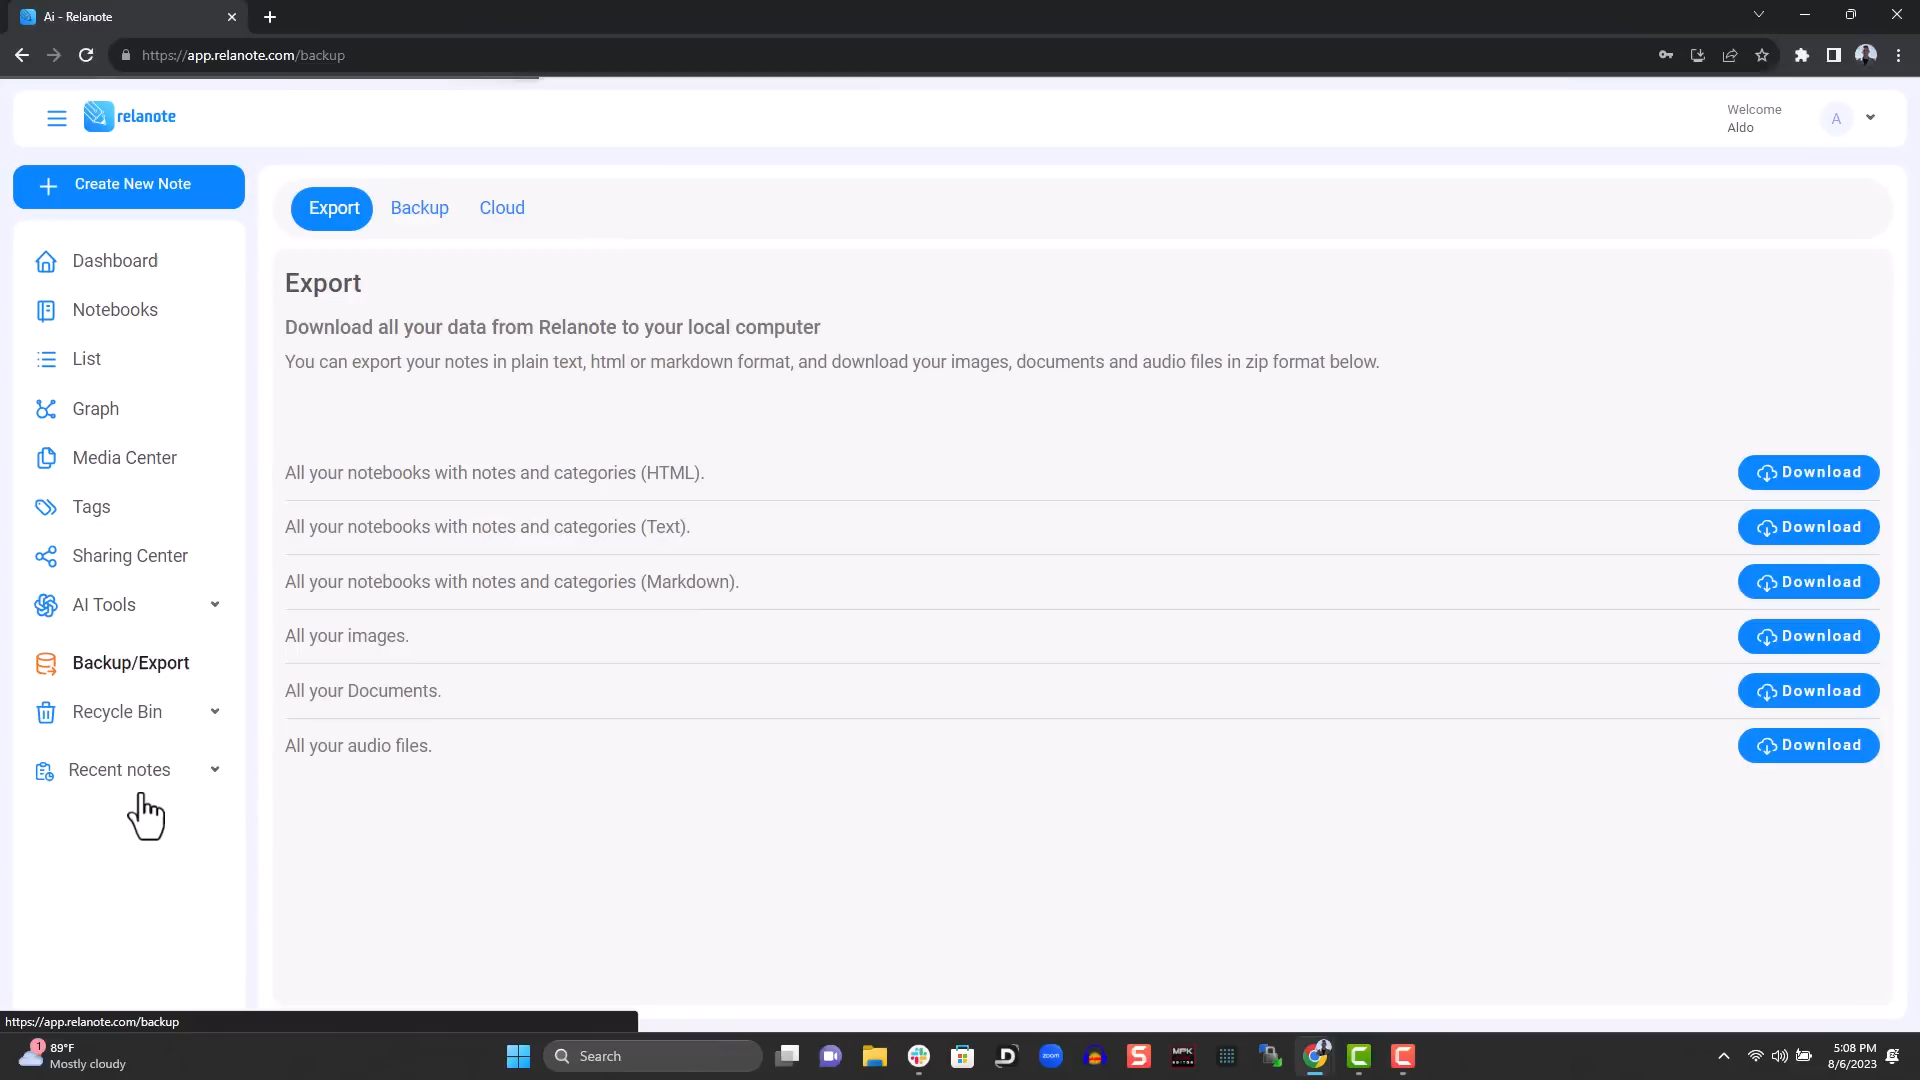 Ai - Relanote
https://app.relanote.com/backup
relanote
Welcome
Aldo
A
Create New Note
Export
Backup
Cloud
Dashboard
Notebooks
List
Graph
Media Center
Tags
Sharing Center
AI Tools
Backup/Export
Recycle Bin
Recent notes
Export
Download all your data from Relanote to your local computer
You can export your notes in plain text, html or markdown format, and download your images, documents and audio files in zip format below.
All your notebooks with notes and categories (HTML).
Download
All your notebooks with notes and categories (Text).
Download
All your notebooks with notes and categories (Markdown).
Download
All your images.
Download
All your Documents.
Download
All your audio files.
Download
https://app.relanote.com/backup
1
89°F
Mostly cloudy
Search
zoom
S
MPK
C
C
5:08 PM
8/6/2023